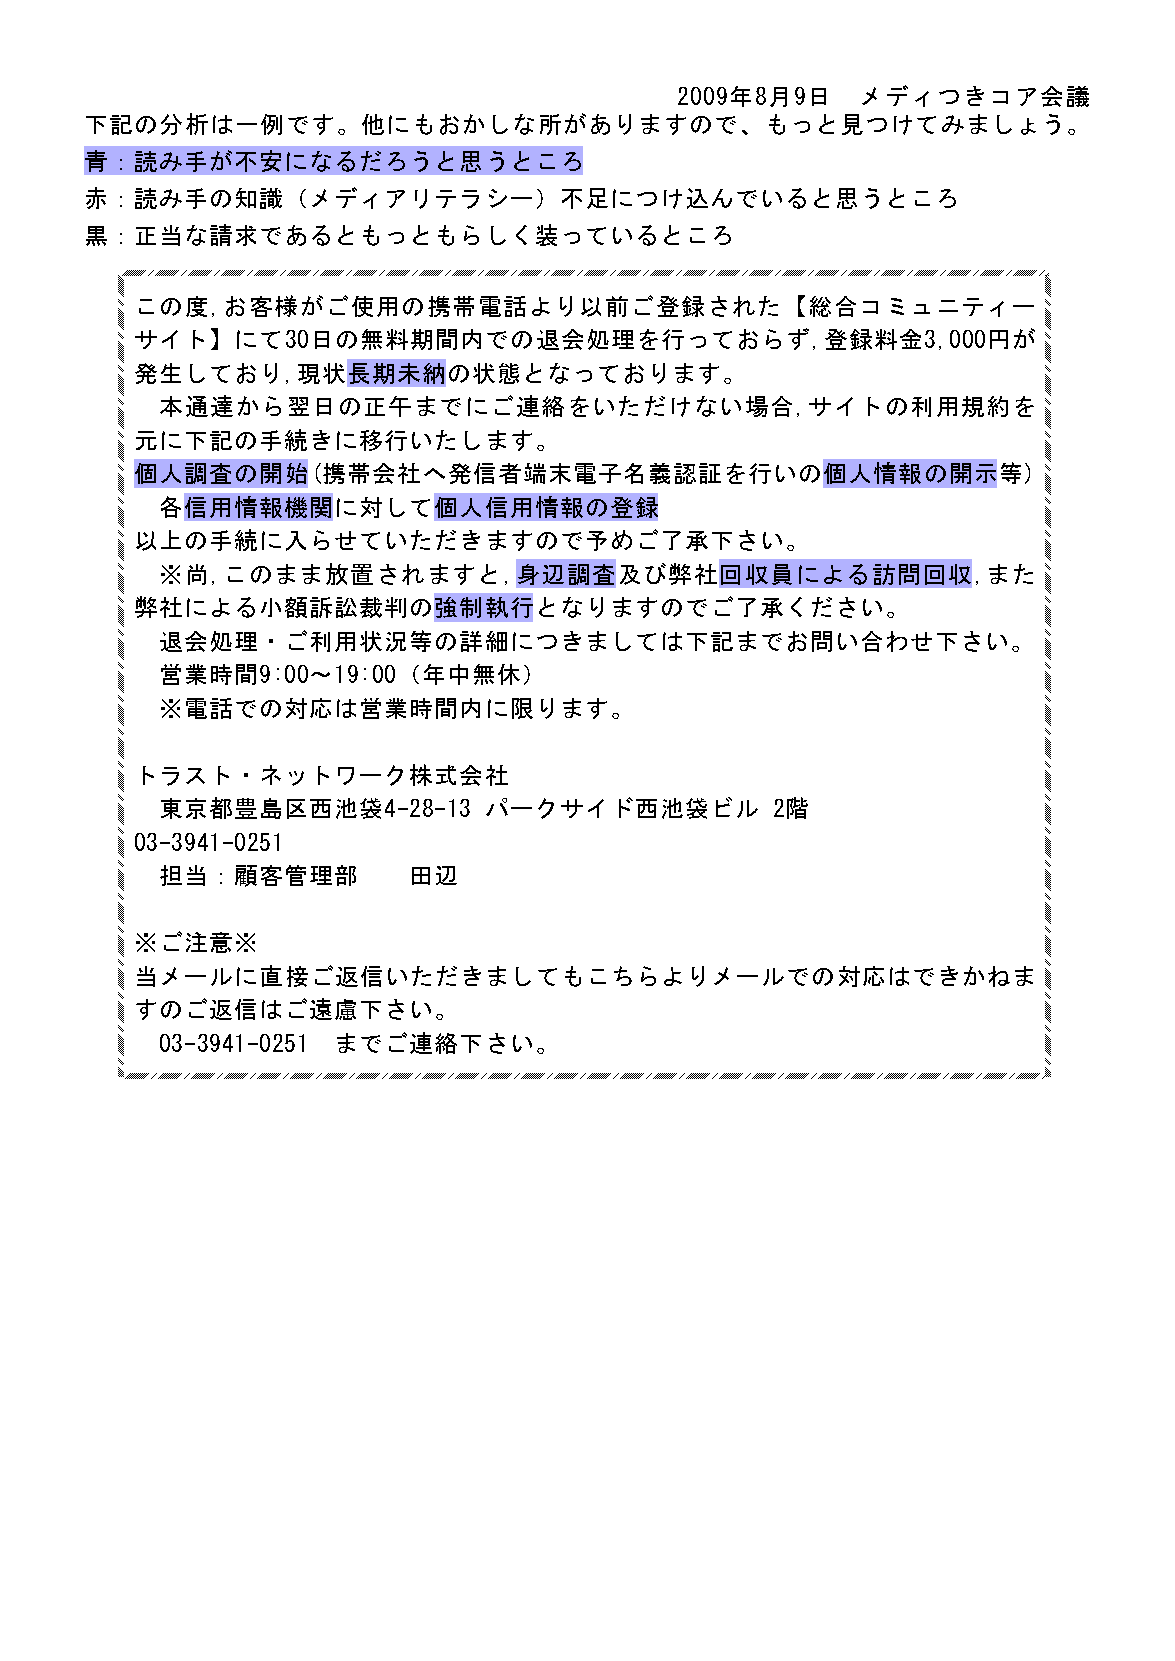 2009年8月9日　メディつきコア会議
下記の分析は一例です。他にもおかしな所がありますので、もっと見つけてみましょう。
青：読み手が不安になるだろうと思うところ
赤：読み手の知識（メディアリテラシー）不足につけ込んでいると思うところ
黒：正当な請求であるともっともらしく装っているところ
この度,お客様がご使用の携帯電話より以前ご登録された【総合コミュニティー
サイト】にて30日の無料期間内での退会処理を行っておらず,登録料金3,000円が
発生しており,現状長期未納の状態となっております。
　本通達から翌日の正午までにご連絡をいただけない場合,サイトの利用規約を
元に下記の手続きに移行いたします。
個人調査の開始(携帯会社へ発信者端末電子名義認証を行いの個人情報の開示等)
　各信用情報機関に対して個人信用情報の登録
以上の手続に入らせていただきますので予めご了承下さい。
　※尚,このまま放置されますと,身辺調査及び弊社回収員による訪問回収,また
弊社による小額訴訟裁判の強制執行となりますのでご了承ください。
　退会処理・ご利用状況等の詳細につきましては下記までお問い合わせ下さい。
　営業時間9:00～19:00（年中無休）
　※電話での対応は営業時間内に限ります。
トラスト・ネットワーク株式会社
　東京都豊島区西池袋4-28-13 パークサイド西池袋ビル 2階
03-3941-0251
　担当：顧客管理部　　田辺
※ご注意※
当メールに直接ご返信いただきましてもこちらよりメールでの対応はできかねま
すのご返信はご遠慮下さい。
　03-3941-0251　までご連絡下さい。